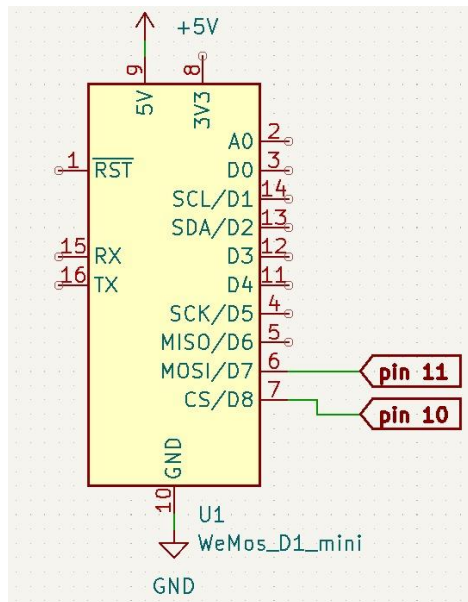 +5V
9
8
5V
3V3
A0
2
1
RST
D0
3
SCL/D1
14
SDA/D2
13
15
RX
D3
12
16
TX
D4
11
SCK/D5
4
MISO/D6
5
MOSI/D7
6
pin 11
CS/D8
7
pin 10
GND
10
U1
WeMos_D1_mini
GND